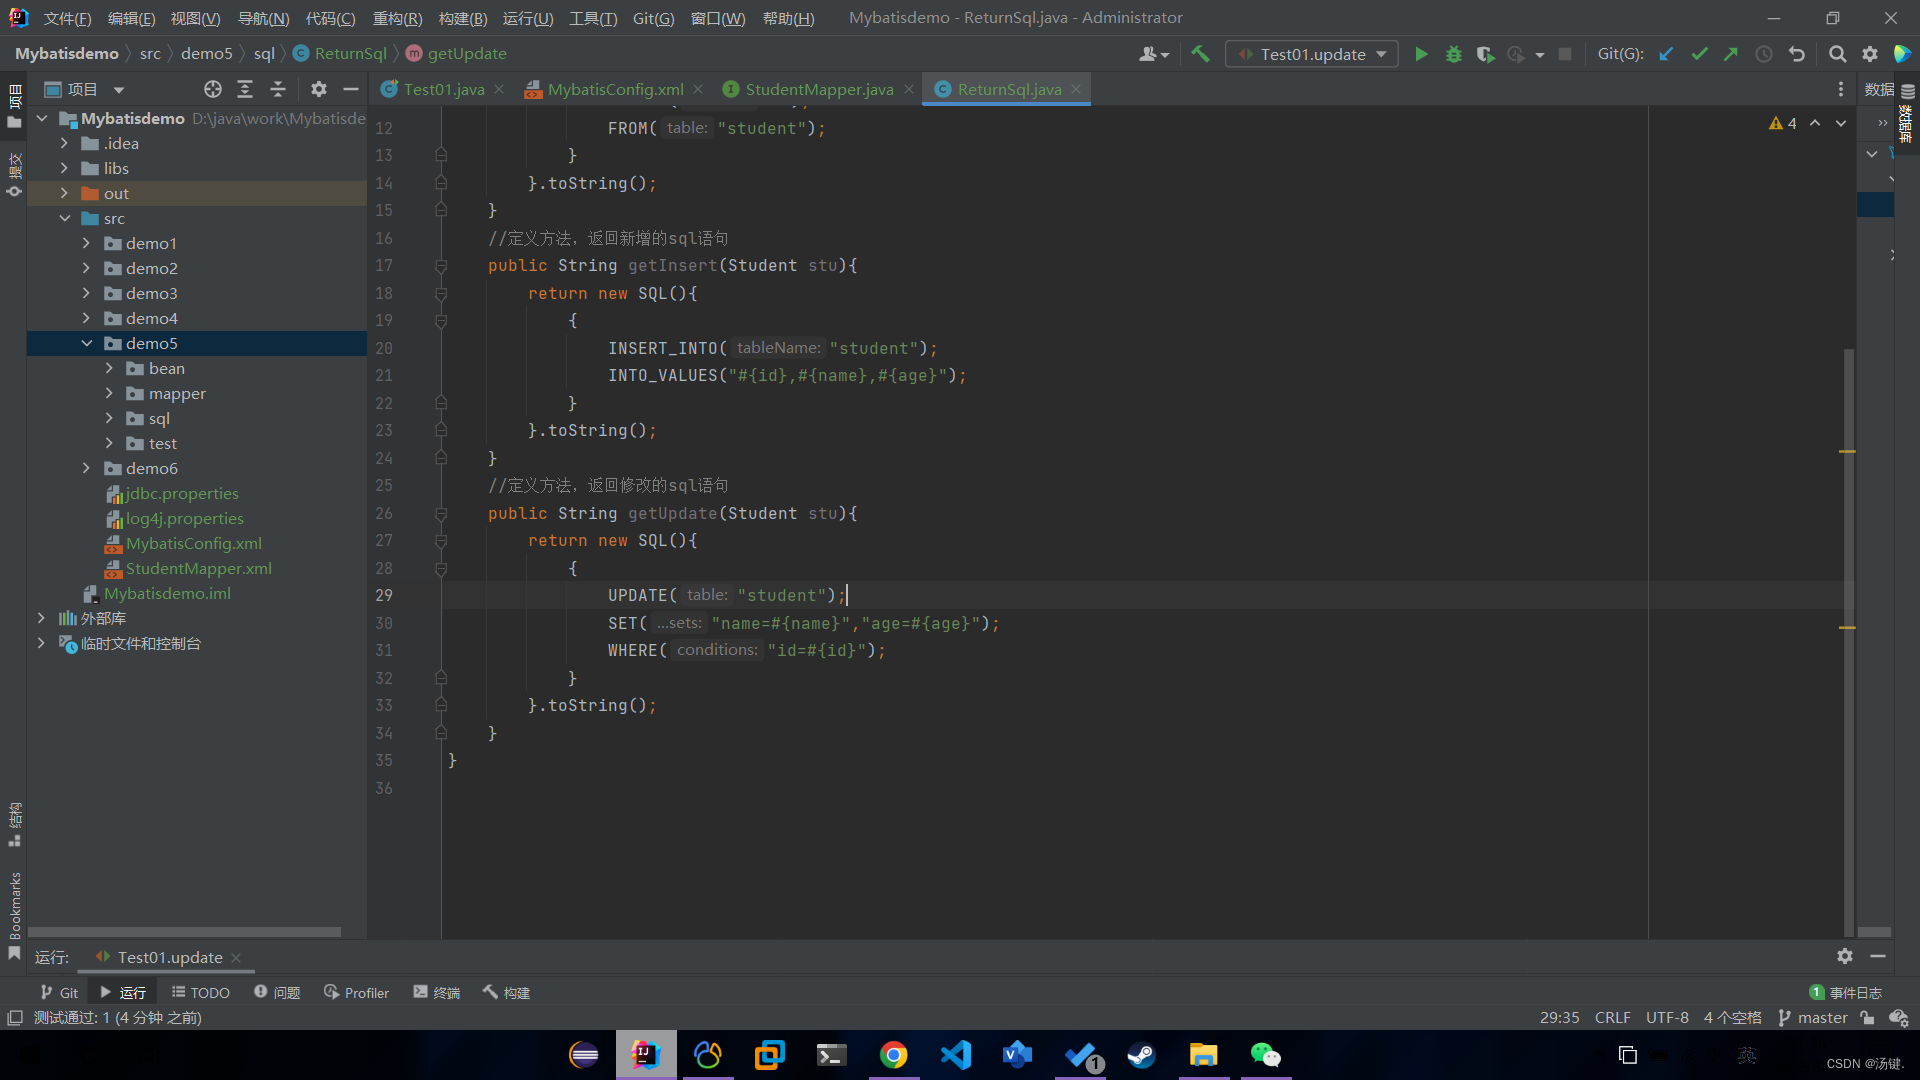 文件(F) 编辑(E) 视图(V) 导航(N) 代码(C) 重构(R) 构建(B) 运行(U) 工具(T) Git(G) 窗口(W) 帮助(H) Mybatisdemo - ReturnSql.java - Administrator
Mybatisdemo src demo5 sql ReturnSql getUpdate Test01.update Git(G):
项目 Test01.java MybatisConfig.xml StudentMapper.java ReturnSql.java 数据
项目
提交
结构
Bookmarks
Mybatisdemo D:\java\work\Mybatisde
.idea
libs
out
src
demo1
demo2
demo3
demo4
demo5
bean
mapper
sql
test
demo6
jdbc.properties
log4j.properties
MybatisConfig.xml
StudentMapper.xml
Mybatisdemo.iml
外部库
临时文件和控制台
12 FROM( table: "student");
13 }
14 }.toString();
15 }
16 //定义方法，返回新增的sql语句
17 public String getInsert(Student stu){
18 return new SQL(){
19 {
20 INSERT_INTO( tableName: "student");
21 INTO_VALUES("#{id},#{name},#{age}");
22 }
23 }.toString();
24 }
25 //定义方法，返回修改的sql语句
26 public String getUpdate(Student stu){
27 return new SQL(){
28 {
29 UPDATE( table: "student");
30 SET( ...sets: "name=#{name}","age=#{age}");
31 WHERE( conditions: "id=#{id}");
32 }
33 }.toString();
34 }
35 }
36
4
数据库
运行: Test01.update
Git 运行 TODO 问题 Profiler 终端 构建 1 事件日志
测试通过: 1 (4 分钟 之前) 29:35 CRLF UTF-8 4 个空格 master
1 英
CSDN @汤键.